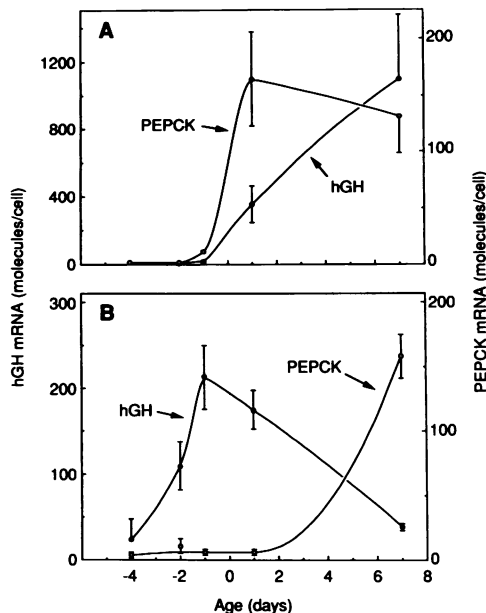 A
1200
800
400
0
200
100
0
PEPCK
hGH
hGH mRNA (molecules/cell)
PEPCK mRNA (molecules/cell)
B
300
200
100
0
200
100
0
hGH
PEPCK
-4 -2 0 2 4 6 8
Age (days)